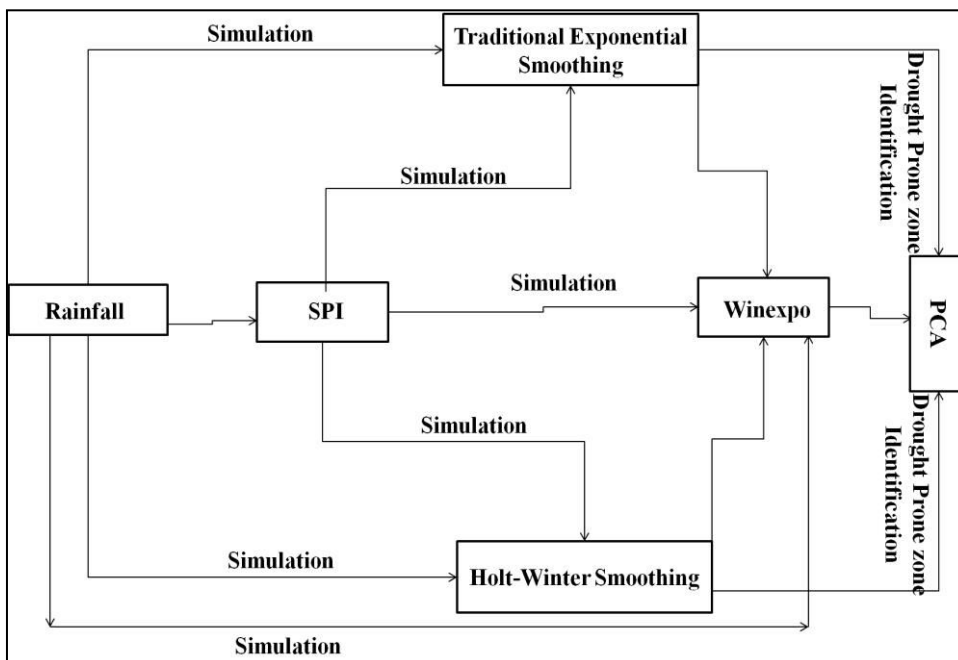 Simulation
Traditional Exponential
Smoothing
Simulation
Drought Prone zone
Identification
Rainfall
SPI
Simulation
Winexpo
PCA
Simulation
Drought Prone zone
Identification
Simulation
Holt-Winter Smoothing
Simulation